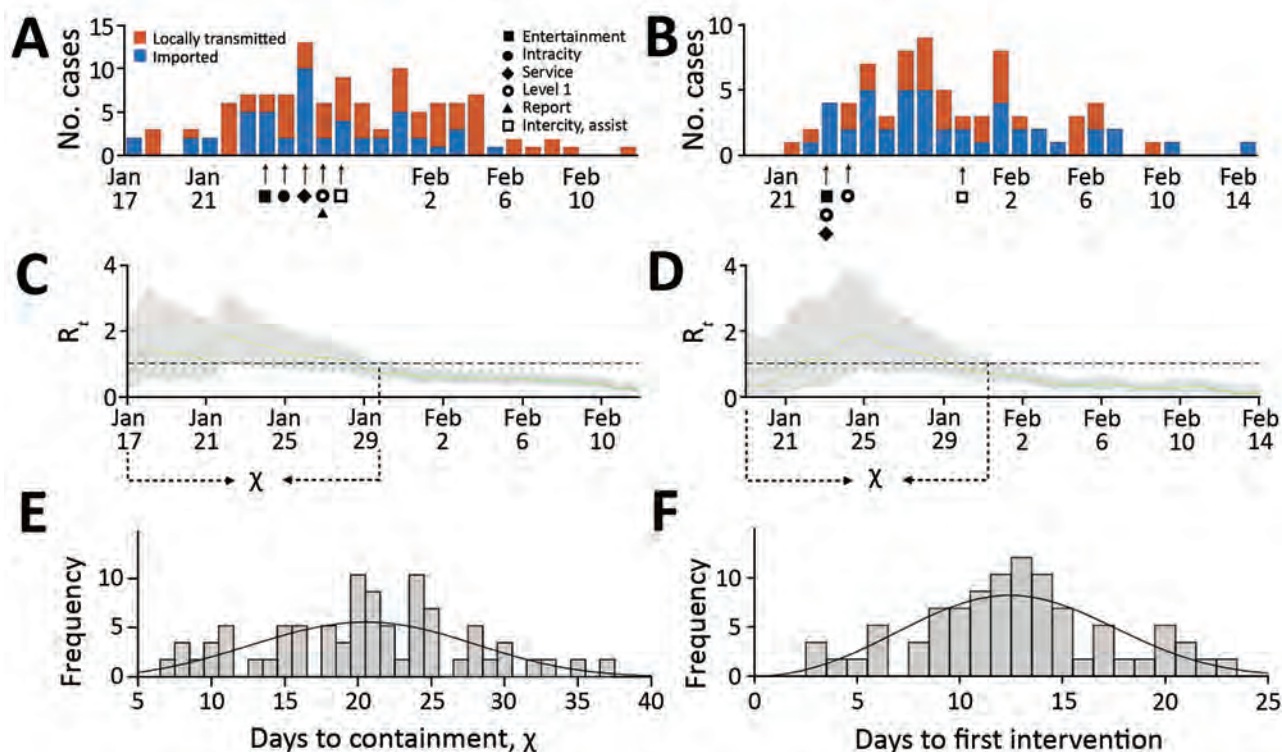 A
No. cases
15
10
5
0
Locally transmitted
Imported
Entertainment
Intracity
Service
Level 1
Report
Intercity, assist
Jan 17
Jan 21
Feb 2
Feb 6
Feb 10
B
No. cases
10
5
0
Jan 21
Feb 2
Feb 6
Feb 10
Feb 14
C
Rt
4
2
0
Jan 17
Jan 21
Jan 25
Jan 29
Feb 2
Feb 6
Feb 10
χ
D
Rt
4
2
0
Jan 21
Jan 25
Jan 29
Feb 2
Feb 6
Feb 10
Feb 14
χ
E
Frequency
10
5
0
5 10 15 20 25 30 35 40
Days to containment, χ
F
Frequency
10
5
0
0 5 10 15 20 25
Days to first intervention